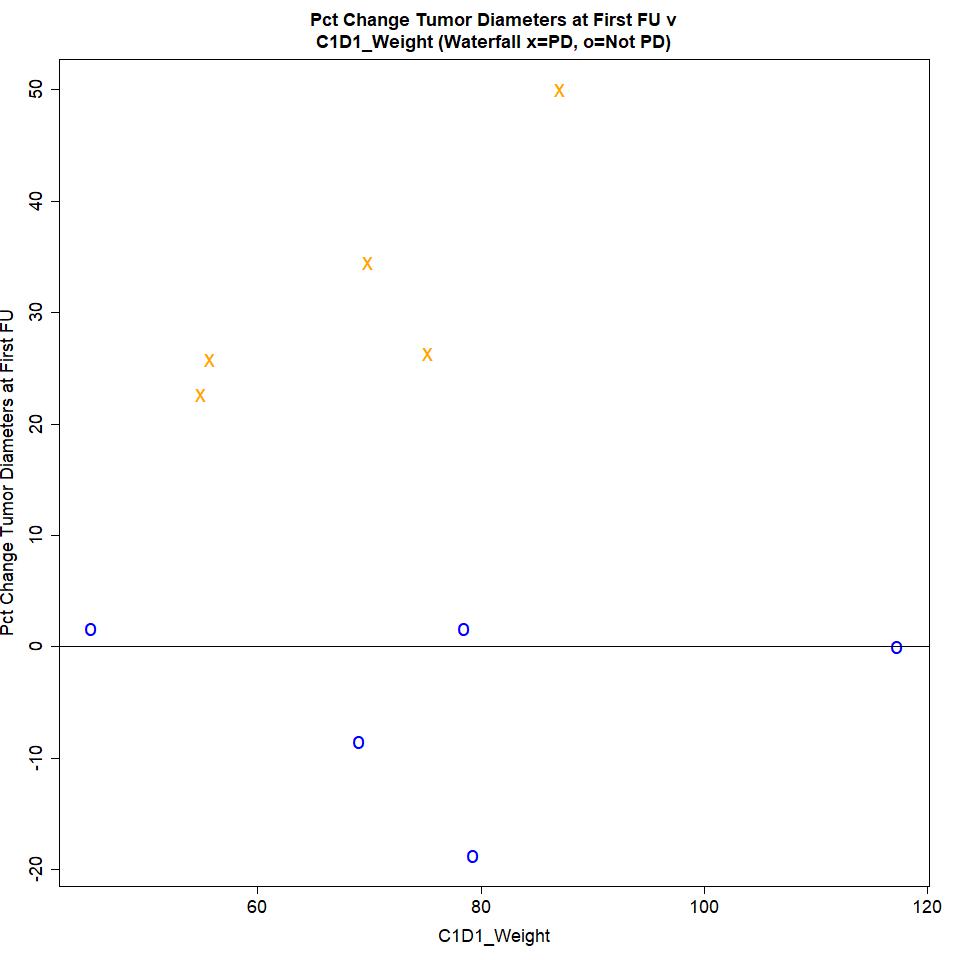 Pct Change Tumor Diameters at First FU v
C1D1_Weight (Waterfall x=PD, o=Not PD)
Pct Change Tumor Diameters at First FU
50
40
30
20
10
0
-10
-20
x
x
x
x
x
o
o
o
o
o
60
80
100
120
C1D1_Weight